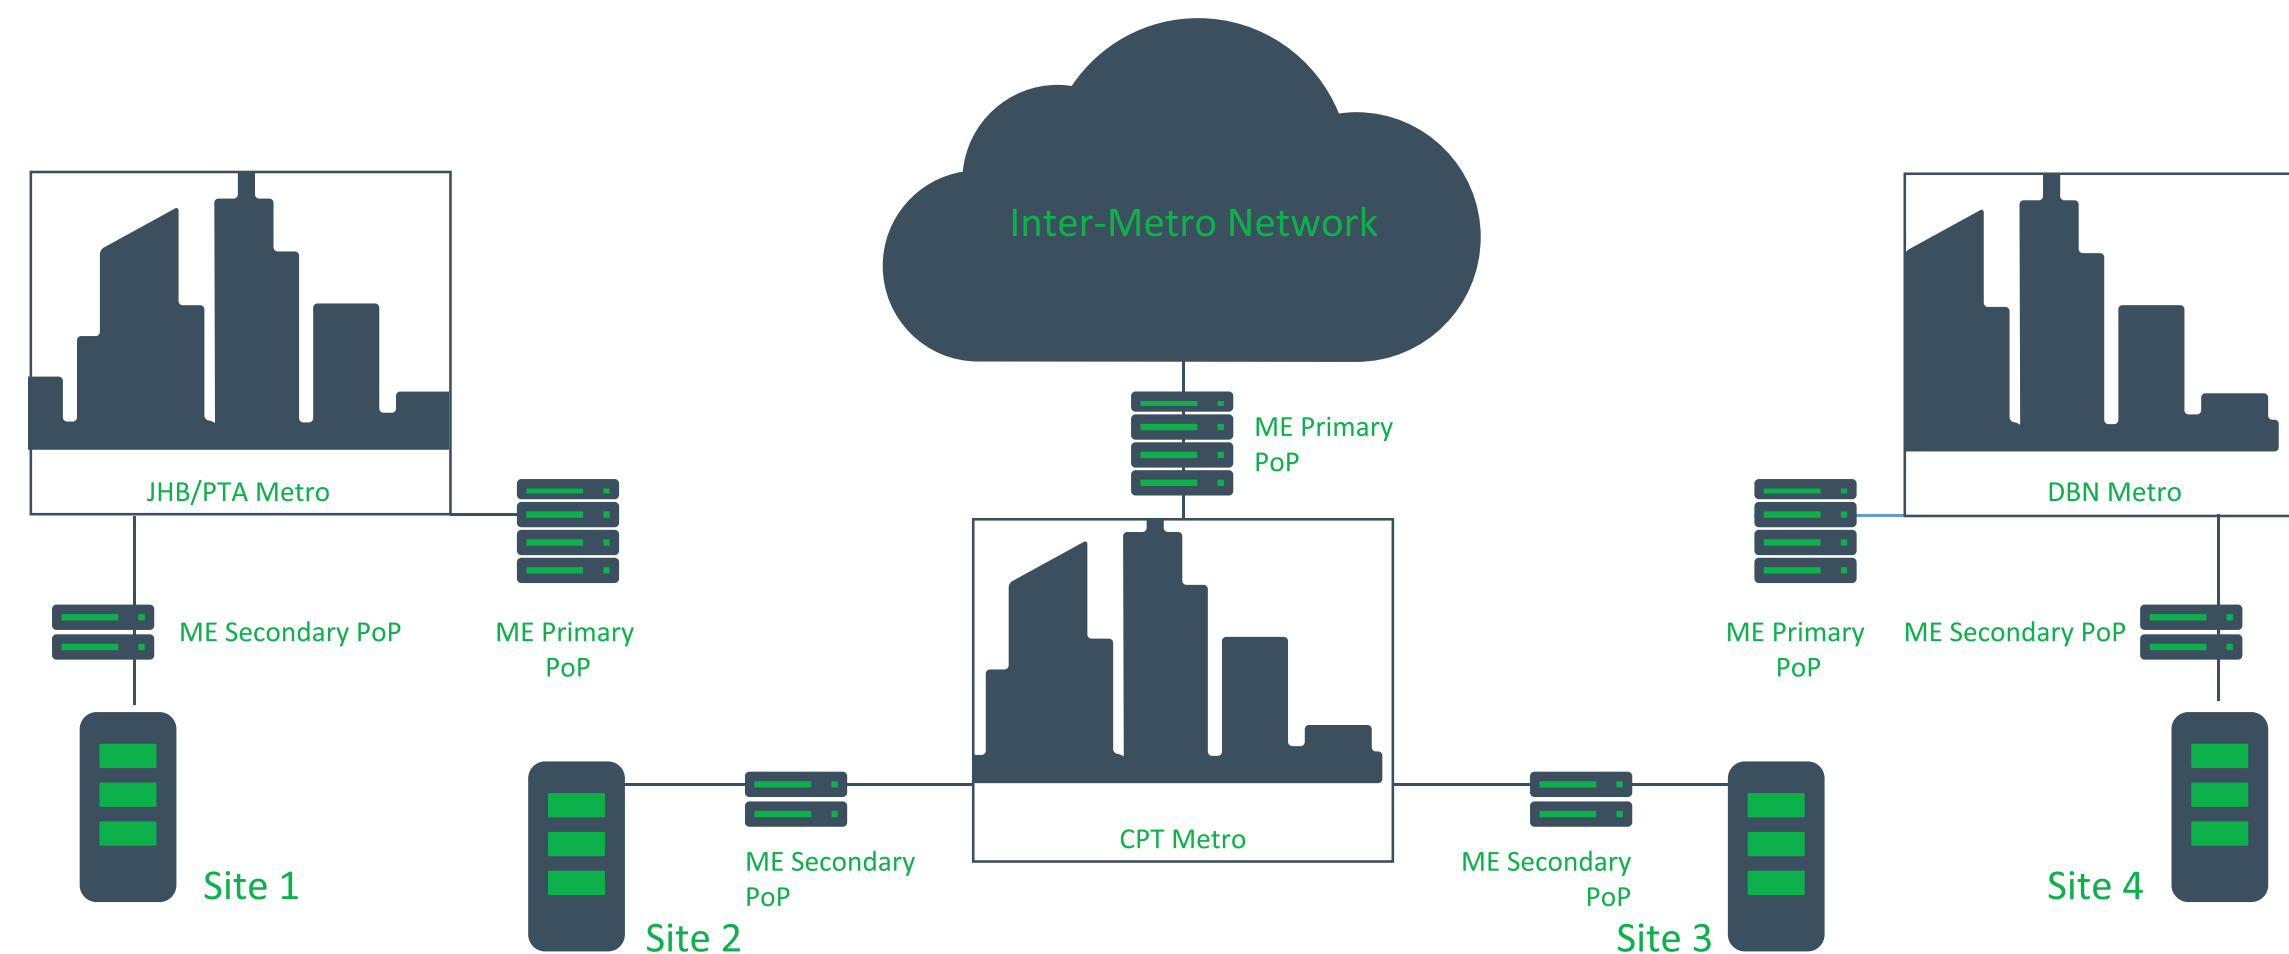 Inter-Metro Network
ME Primary
PoP
JHB/PTA Metro
DBN Metro
ME Secondary PoP
ME Primary
PoP
ME Primary
PoP
ME Secondary PoP
CPT Metro
ME Secondary
PoP
ME Secondary
PoP
Site 1
Site 2
Site 3
Site 4